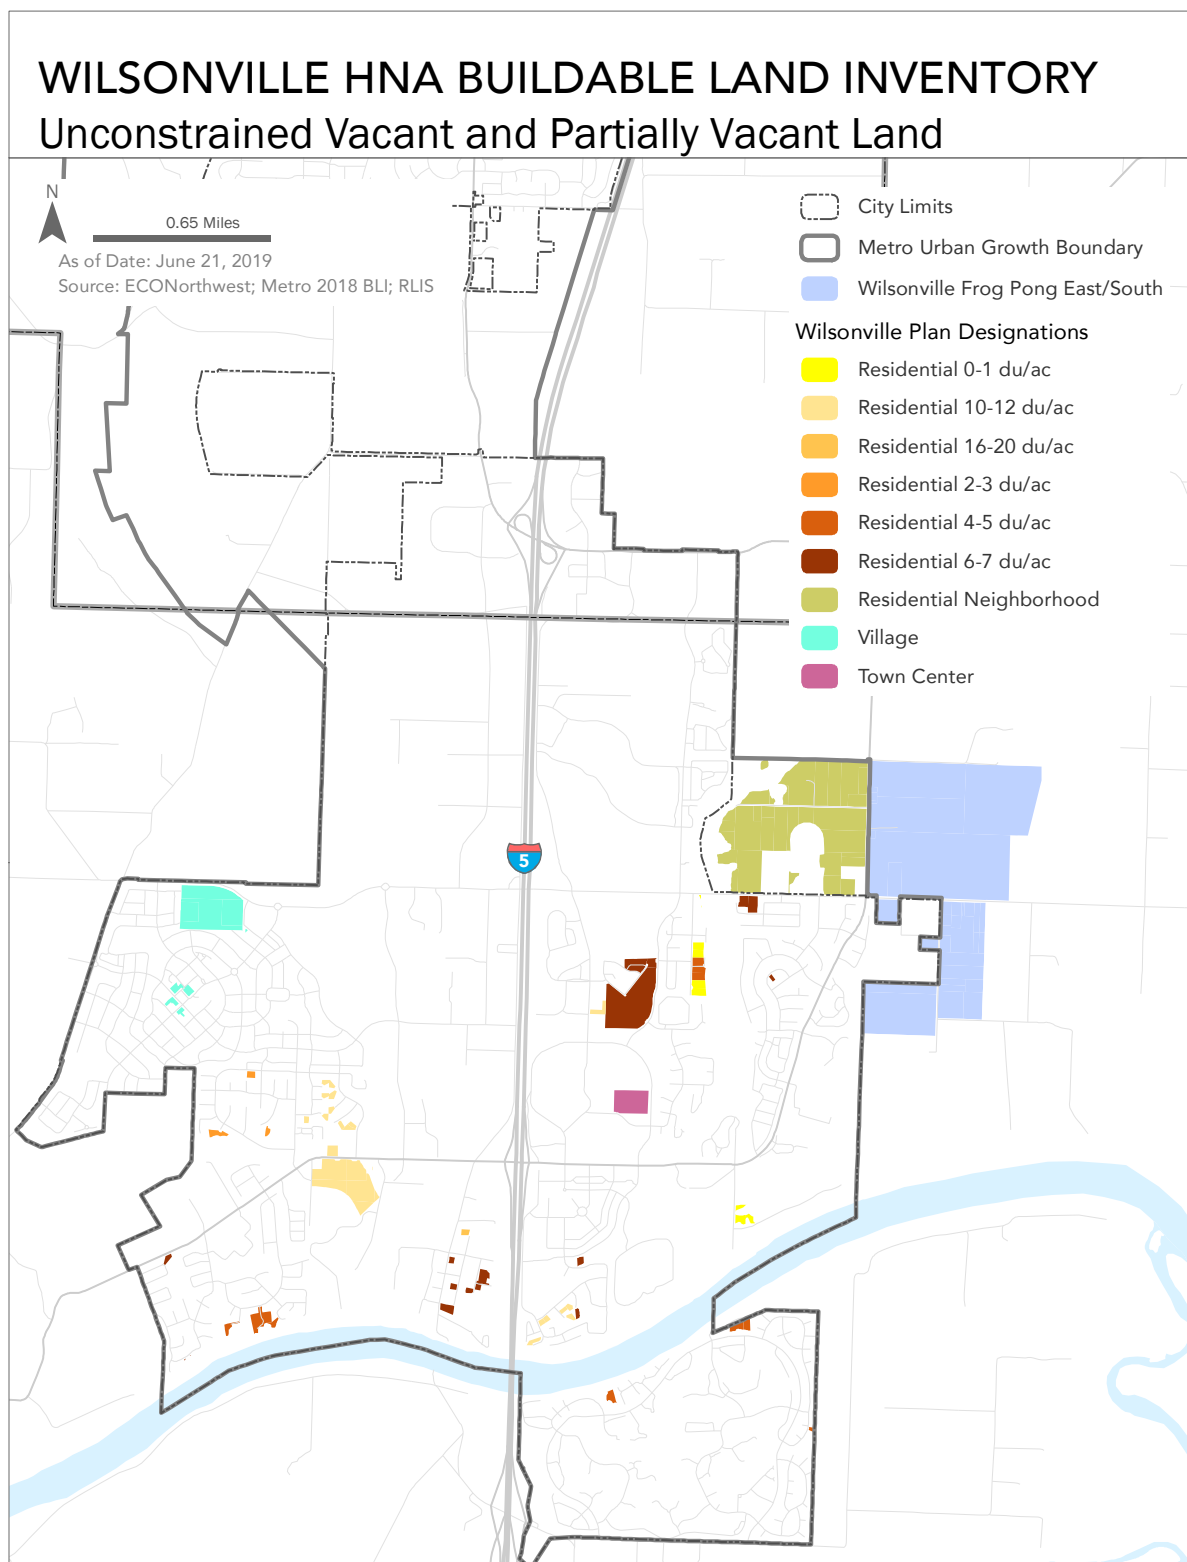 WILSONVILLE HNA BUILDABLE LAND INVENTORY
Unconstrained Vacant and Partially Vacant Land
N
0.65 Miles
As of Date: June 21, 2019
Source: ECONorthwest; Metro 2018 BLI; RLIS
City Limits
Metro Urban Growth Boundary
Wilsonville Frog Pong East/South
Wilsonville Plan Designations
Residential 0-1 du/ac
Residential 10-12 du/ac
Residential 16-20 du/ac
Residential 2-3 du/ac
Residential 4-5 du/ac
Residential 6-7 du/ac
Residential Neighborhood
Village
Town Center
5